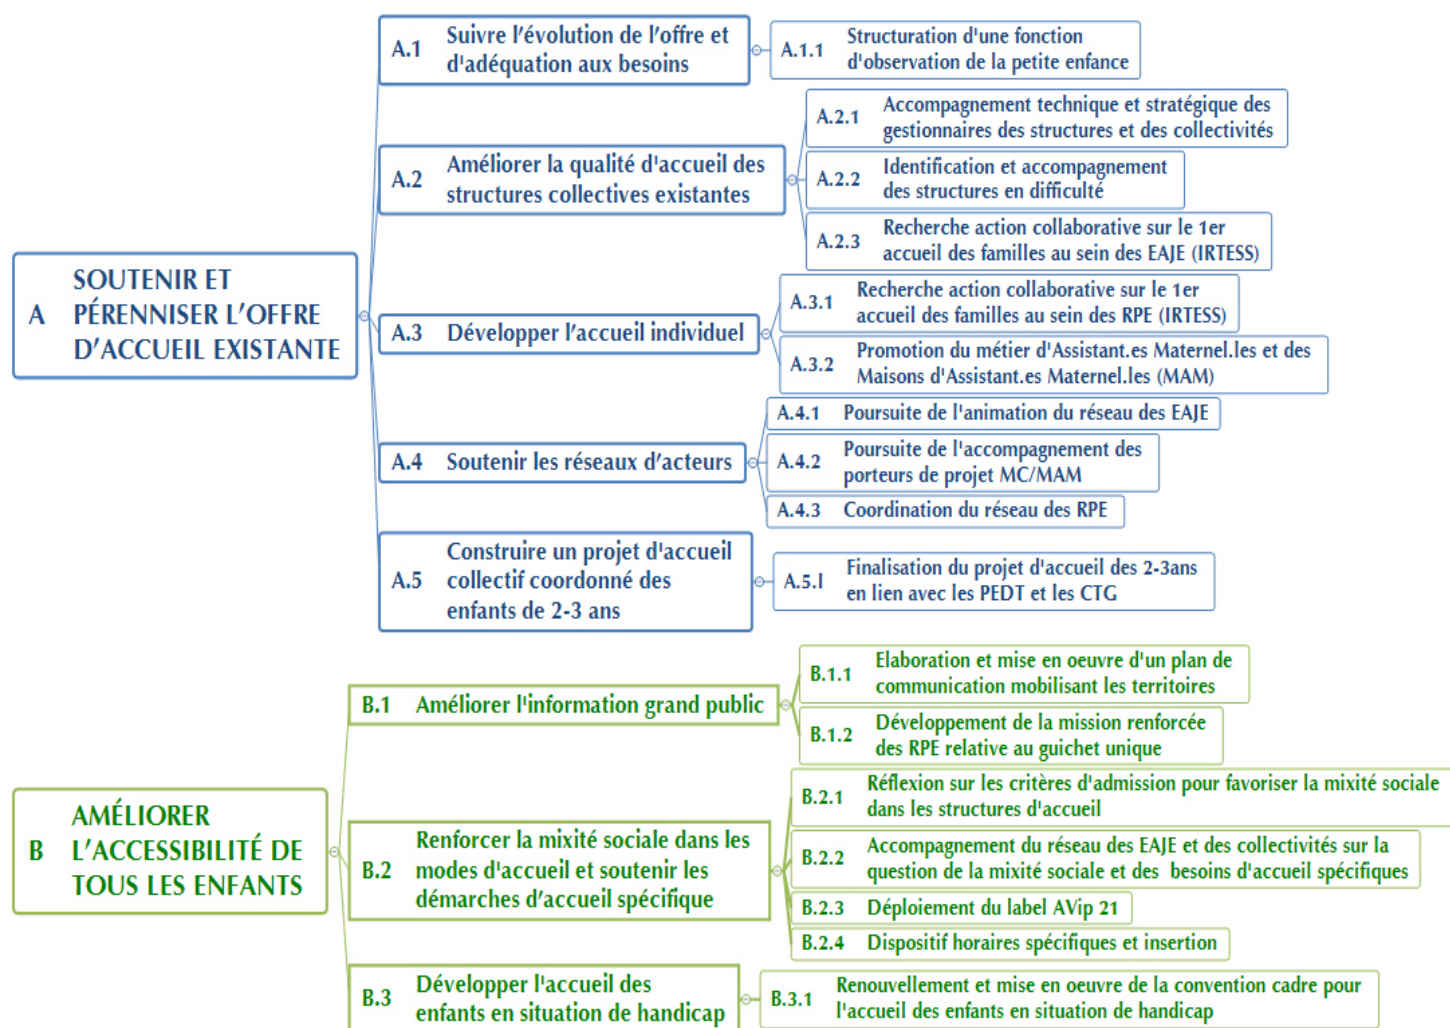 A
SOUTENIR ET
PÉRENNISER L’OFFRE
D’ACCUEIL EXISTANTE
A.1
Suivre l’évolution de l’offre et
d'adéquation aux besoins
A.1.1
Structuration d'une fonction
d'observation de la petite enfance
A.2
Améliorer la qualité d'accueil des
structures collectives existantes
A.2.1
Accompagnement technique et stratégique des
gestionnaires des structures et des collectivités
A.2.2
Identification et accompagnement
des structures en difficulté
A.2.3
Recherche action collaborative sur le 1er
accueil des familles au sein des EAJE (IRTESS)
A.3
Développer l’accueil individuel
A.3.1
Recherche action collaborative sur le 1er
accueil des familles au sein des RPE (IRTESS)
A.3.2
Promotion du métier d'Assistant.es Maternel.les et des
Maisons d'Assistant.es Maternel.les (MAM)
A.4
Soutenir les réseaux d’acteurs
A.4.1
Poursuite de l'animation du réseau des EAJE
A.4.2
Poursuite de l'accompagnement des
porteurs de projet MC/MAM
A.4.3
Coordination du réseau des RPE
A.5
Construire un projet d'accueil
collectif coordonné des
enfants de 2-3 ans
A.5.I
Finalisation du projet d'accueil des 2-3ans
en lien avec les PEDT et les CTG
B
AMÉLIORER
L’ACCESSIBILITÉ DE
TOUS LES ENFANTS
B.1
Améliorer l'information grand public
B.1.1
Elaboration et mise en oeuvre d'un plan de
communication mobilisant les territoires
B.1.2
Développement de la mission renforcée
des RPE relative au guichet unique
B.2
Renforcer la mixité sociale dans les
modes d'accueil et soutenir les
démarches d’accueil spécifique
B.2.1
Réflexion sur les critères d'admission pour favoriser la mixité sociale
dans les structures d'accueil
B.2.2
Accompagnement du réseau des EAJE et des collectivités sur la
question de la mixité sociale et des besoins d'accueil spécifiques
B.2.3
Déploiement du label AVip 21
B.2.4
Dispositif horaires spécifiques et insertion
B.3
Développer l'accueil des
enfants en situation de handicap
B.3.1
Renouvellement et mise en oeuvre de la convention cadre pour
l'accueil des enfants en situation de handicap